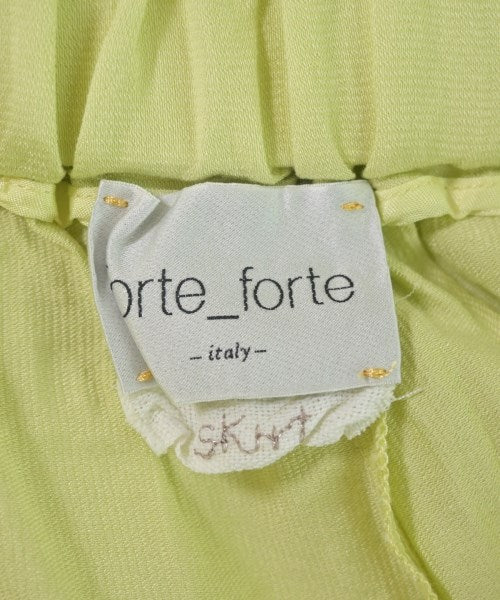 orte_forte
– italy –
skirt